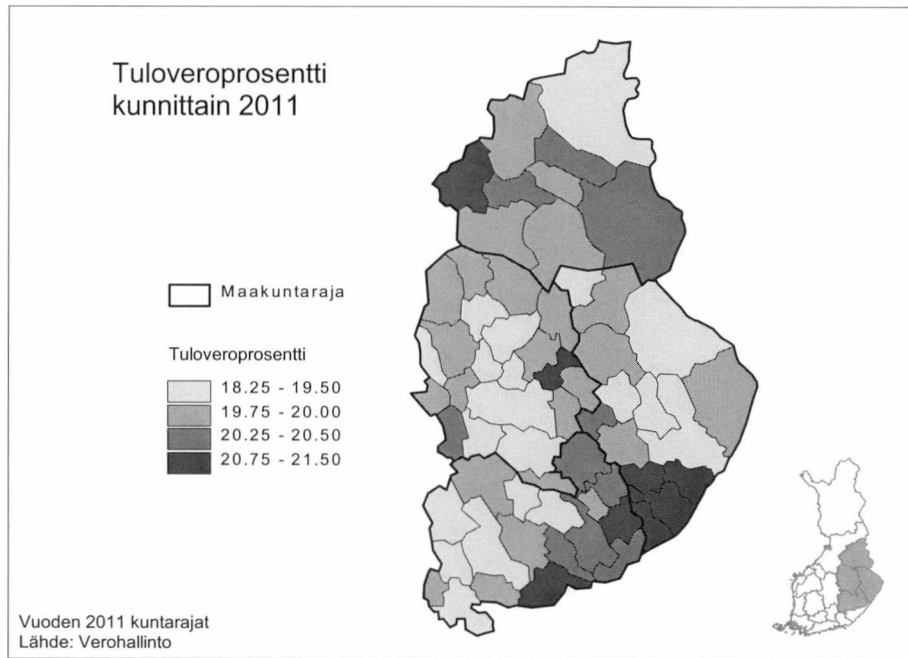 Tuloveroprosentti
kunnittain 2011
Maakuntaraja
Tuloveroprosentti
18.25 - 19.50
19.75 - 20.00
20.25 - 20.50
20.75 - 21.50
Vuoden 2011 kuntarajat
Lähde: Verohallinto